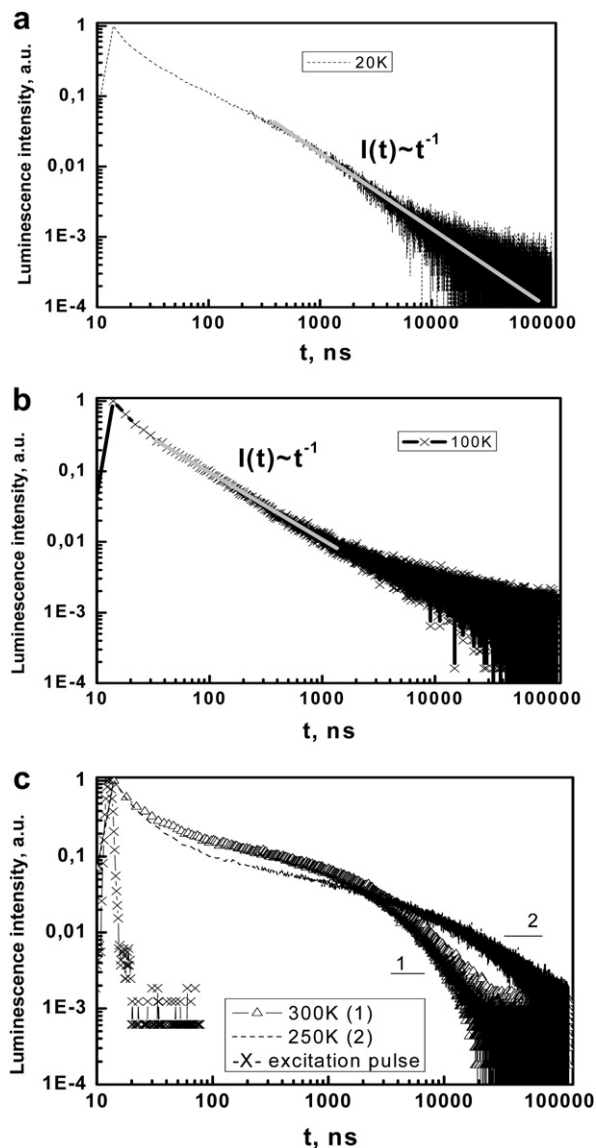 a
1
0,1
0,01
1E-3
1E-4
Luminescence intensity, a.u.
20K
I(t)~t⁻¹
10 100 1000 10000 100000
t, ns
b
1
0,1
0,01
1E-3
1E-4
Luminescence intensity, a.u.
100K
I(t)~t⁻¹
10 100 1000 10000 100000
t, ns
c
1
0,1
0,01
1E-3
1E-4
Luminescence intensity, a.u.
2
1
300K (1)
250K (2)
-X- excitation pulse
10 100 1000 10000 100000
t, ns